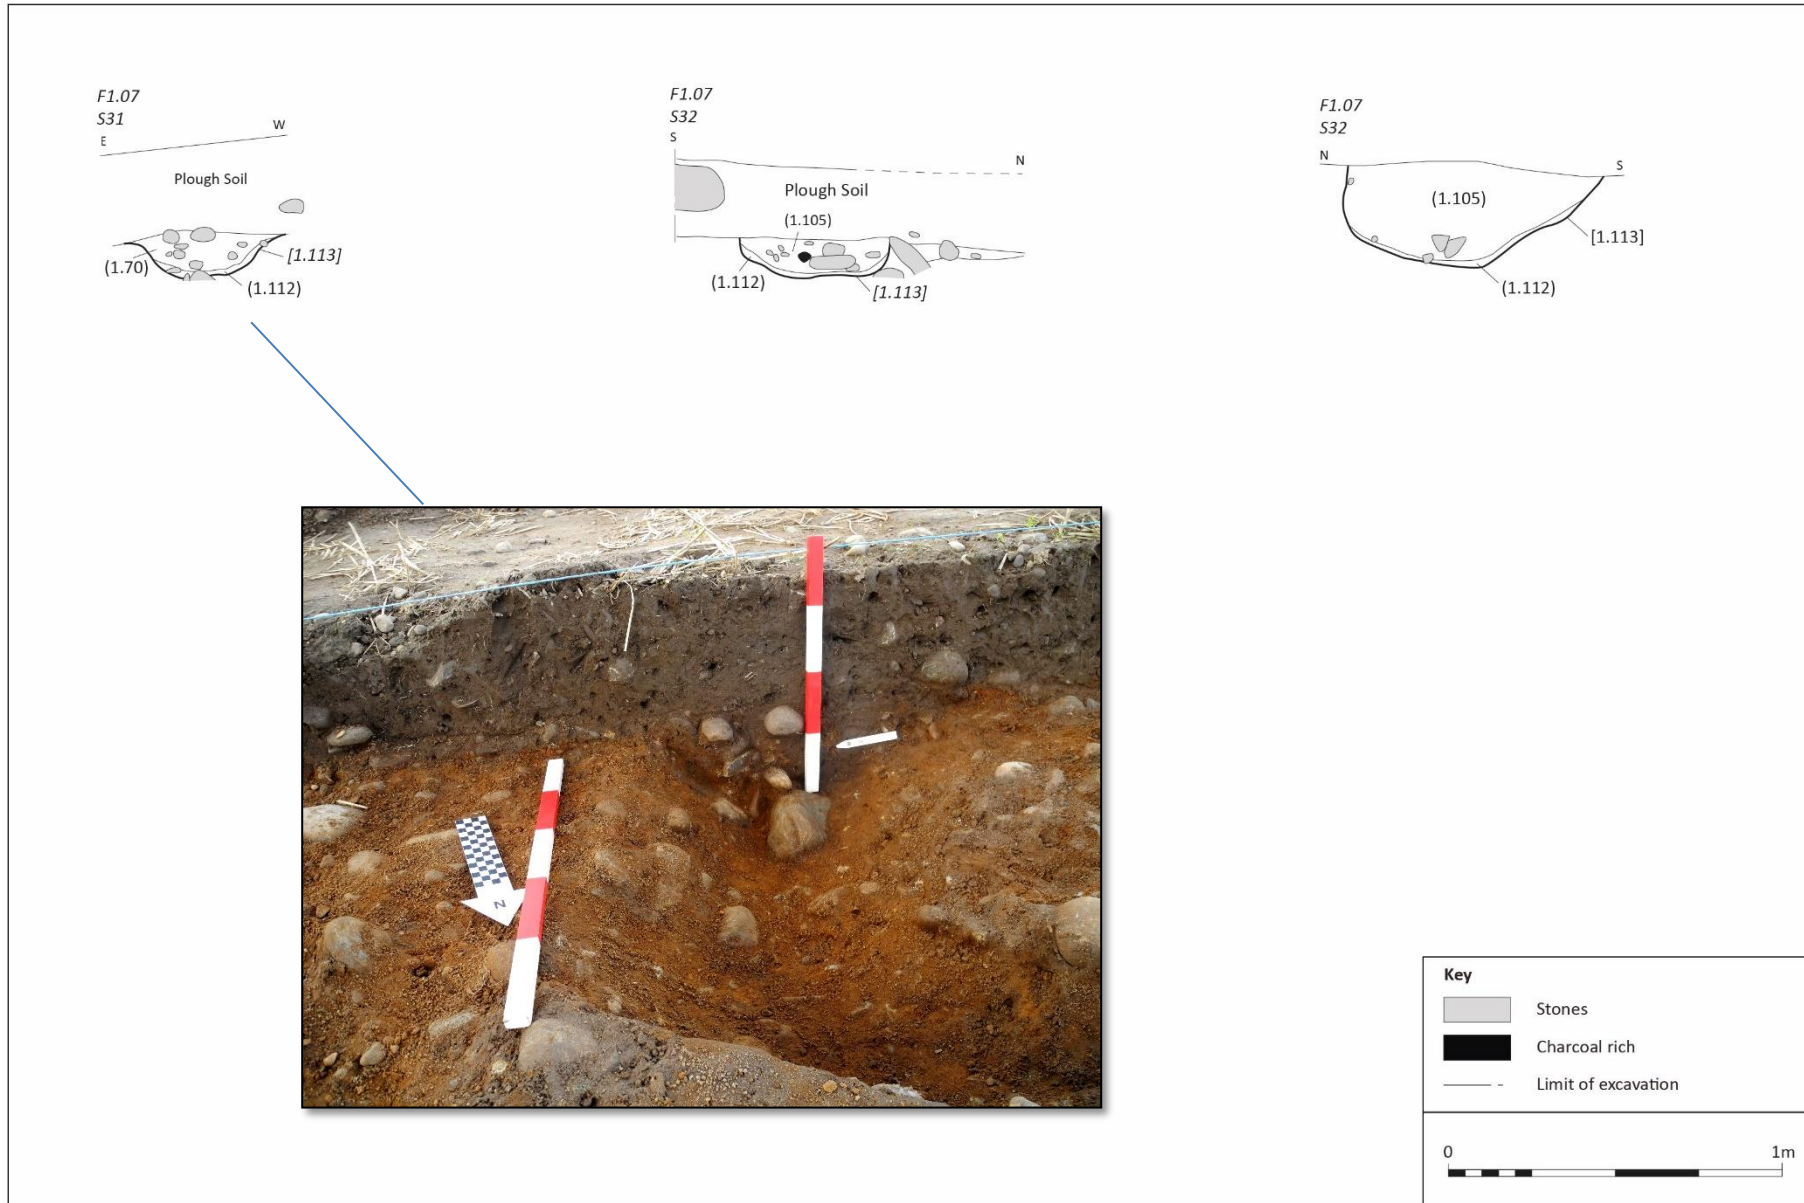 F1.07
S31
E
W
Plough Soil
(1.70)
[1.113]
(1.112)
F1.07
S32
S
N
Plough Soil
(1.105)
(1.112)
[1.113]
F1.07
S32
N
S
(1.105)
[1.113]
(1.112)
N
Key
Stones
Charcoal rich
Limit of excavation
0 1m